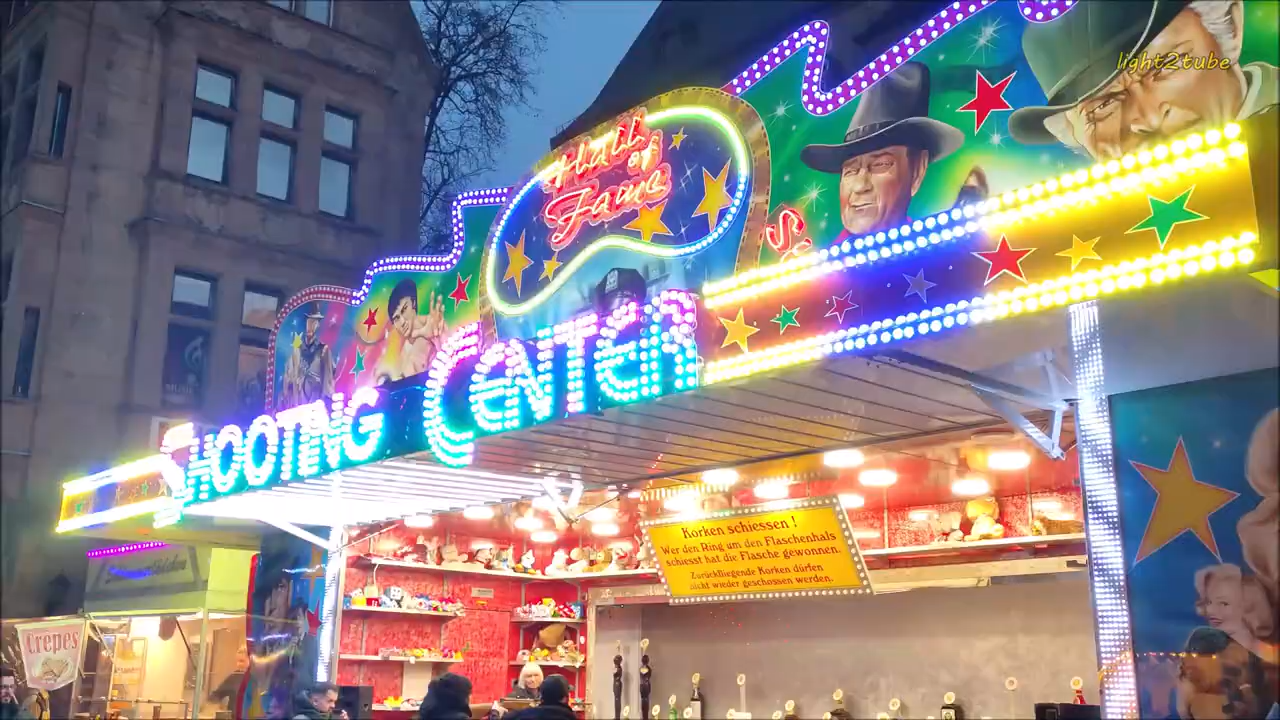 light2tube
Hall
of
Fame
SHOOTING CENTER
Korken schiessen !
Wer den Ring um den Flaschenhals
schiesst hat die Flasche gewonnen.
Zurückliegende Korken dürfen
nicht wieder geschossen werden.
Crepes